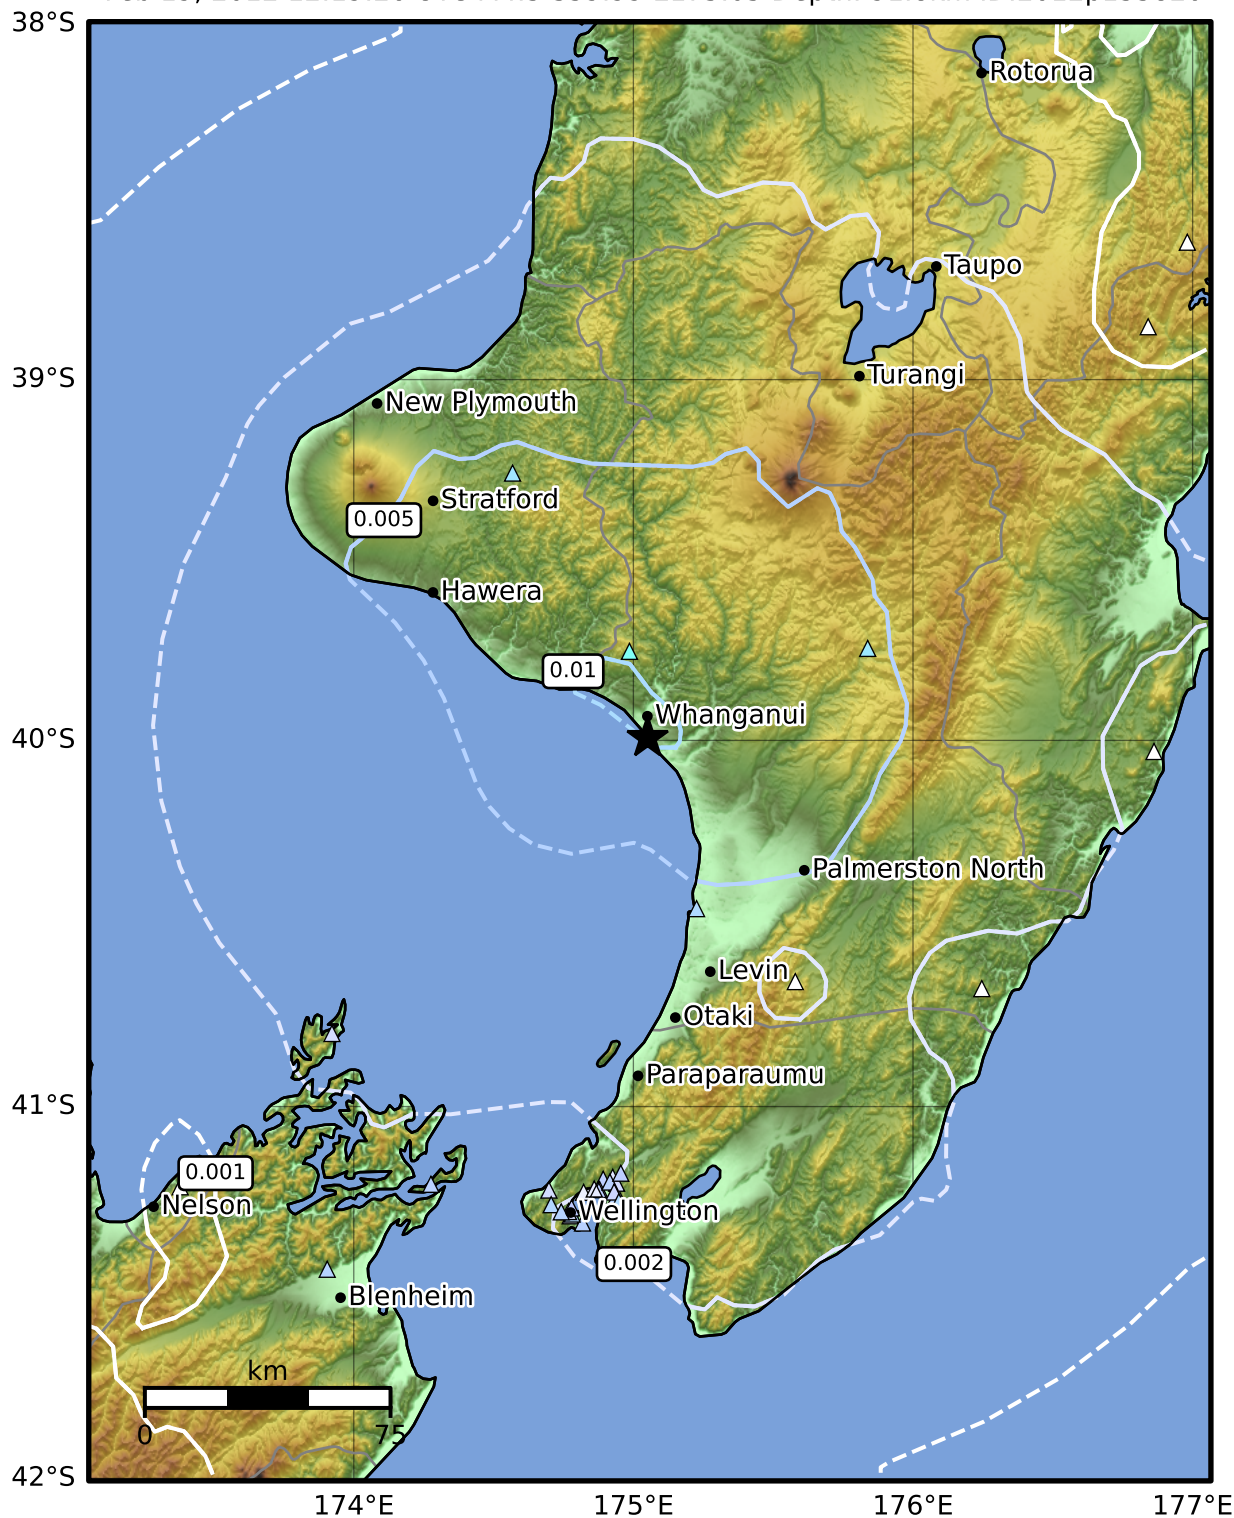 38°S
Rotorua
Taupo
39°S
Turangi
New Plymouth
Stratford
0.005
Hawera
0.01
Whanganui
40°S
Palmerston North
Levin
Otaki
Paraparaumu
41°S
0.001
Nelson
Wellington
0.002
Blenheim
km
0
75
42°S
174°E
175°E
176°E
177°E